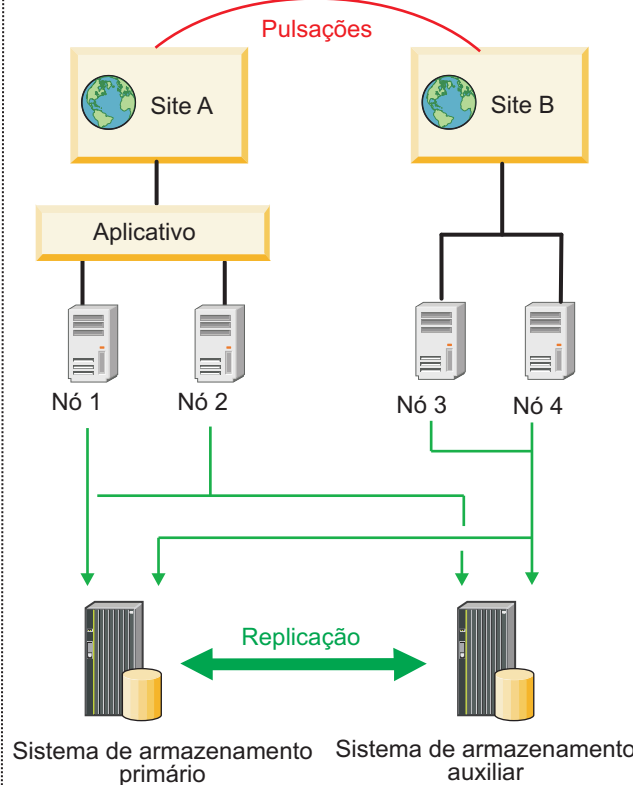 Pulsações
Site A
Site B
Aplicativo
Nó 1
Nó 2
Nó 3
Nó 4
Replicação
Sistema de armazenamento
primário
Sistema de armazenamento
auxiliar